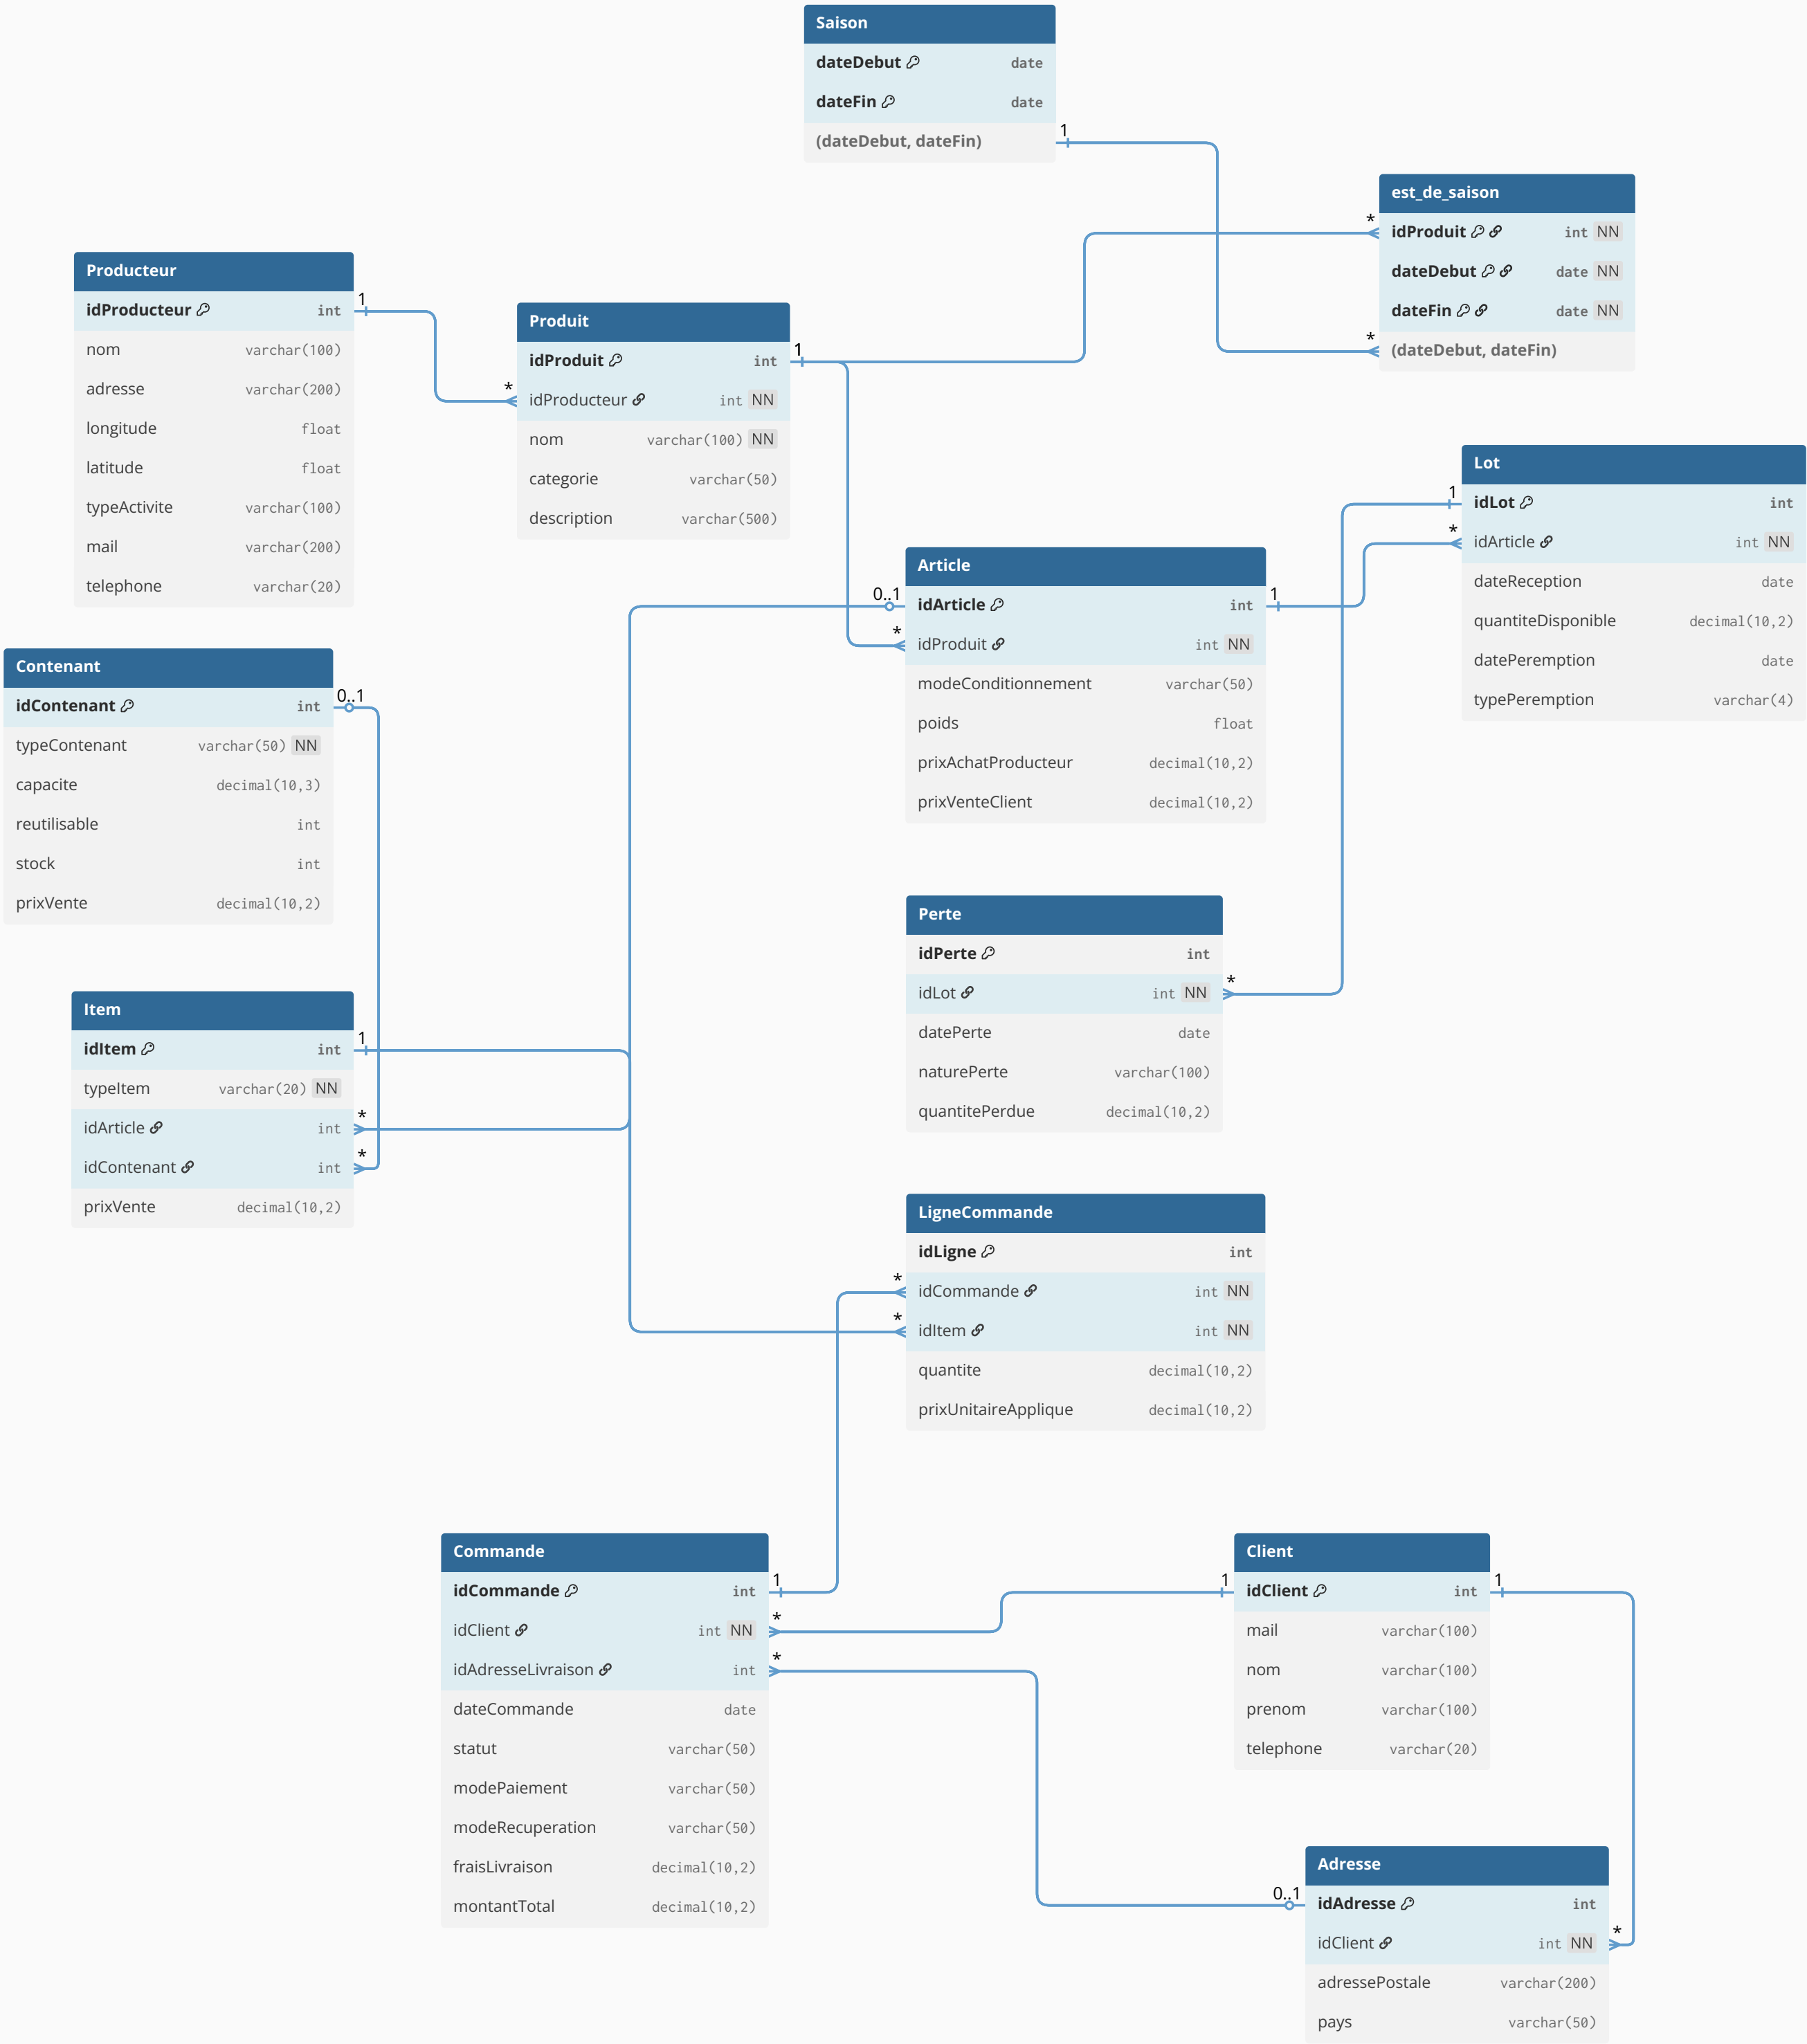 Saison
dateDebut date
dateFin date
(dateDebut, dateFin)
1
est_de_saison
* idProduit int NN
dateDebut date NN
dateFin date NN
* (dateDebut, dateFin)
Producteur
idProducteur int
1
nom varchar(100)
adresse varchar(200)
longitude float
latitude float
typeActivite varchar(100)
mail varchar(200)
telephone varchar(20)
Produit
idProduit int
1
* idProducteur int NN
nom varchar(100) NN
categorie varchar(50)
description varchar(500)
Lot
1 idLot int
* idArticle int NN
dateReception date
quantiteDisponible decimal(10,2)
datePeremption date
typePeremption varchar(4)
Article
0..1 idArticle int
1
* idProduit int NN
modeConditionnement varchar(50)
poids float
prixAchatProducteur decimal(10,2)
prixVenteClient decimal(10,2)
Contenant
idContenant int
0..1
typeContenant varchar(50) NN
capacite decimal(10,3)
reutilisable int
stock int
prixVente decimal(10,2)
Perte
idPerte int
idLot int NN
*
datePerte date
naturePerte varchar(100)
quantitePerdue decimal(10,2)
Item
idItem int
1
typeItem varchar(20) NN
idArticle int
*
idContenant int
*
prixVente decimal(10,2)
LigneCommande
idLigne int
* idCommande int NN
* idItem int NN
quantite decimal(10,2)
prixUnitaireApplique decimal(10,2)
Commande
idCommande int
1
idClient int NN
*
idAdresseLivraison int
*
dateCommande date
statut varchar(50)
modePaiement varchar(50)
modeRecuperation varchar(50)
fraisLivraison decimal(10,2)
montantTotal decimal(10,2)
Client
1 idClient int
1
mail varchar(100)
nom varchar(100)
prenom varchar(100)
telephone varchar(20)
Adresse
0..1 idAdresse int
idClient int NN
*
adressePostale varchar(200)
pays varchar(50)